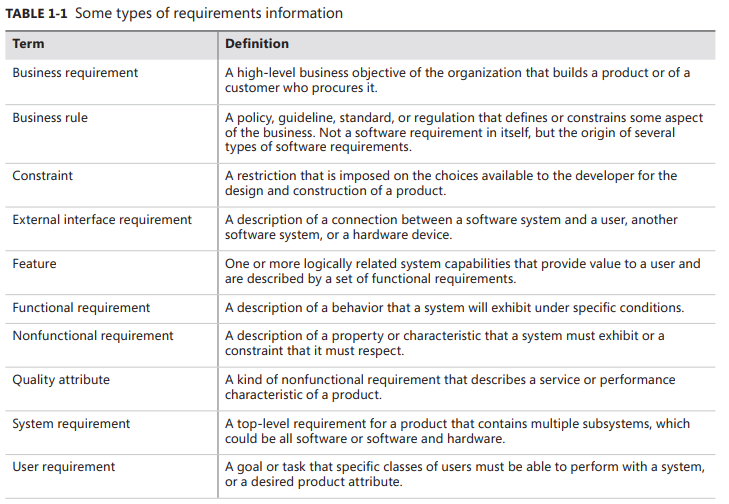 TABLE 1-1 Some types of requirements information
Term Definition
Business requirement A high-level business objective of the organization that builds a product or of a
customer who procures it.
Business rule A policy, guideline, standard, or regulation that defines or constrains some aspect
of the business. Not a software requirement in itself, but the origin of several
types of software requirements.
Constraint A restriction that is imposed on the choices available to the developer for the
design and construction of a product.
External interface requirement A description of a connection between a software system and a user, another
software system, or a hardware device.
Feature One or more logically related system capabilities that provide value to a user and
are described by a set of functional requirements.
Functional requirement A description of a behavior that a system will exhibit under specific conditions.
Nonfunctional requirement A description of a property or characteristic that a system must exhibit or a
constraint that it must respect.
Quality attribute A kind of nonfunctional requirement that describes a service or performance
characteristic of a product.
System requirement A top-level requirement for a product that contains multiple subsystems, which
could be all software or software and hardware.
User requirement A goal or task that specific classes of users must be able to perform with a system,
or a desired product attribute.